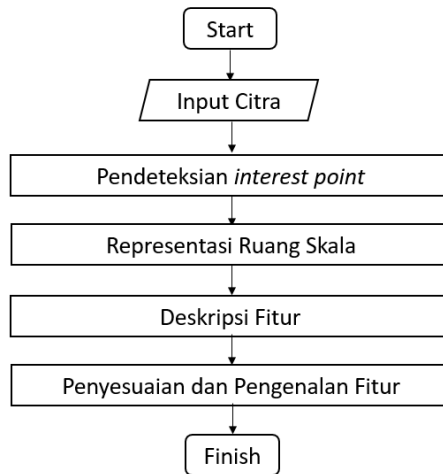 Start
Input Citra
Pendeteksian interest point
Representasi Ruang Skala
Deskripsi Fitur
Penyesuaian dan Pengenalan Fitur
Finish